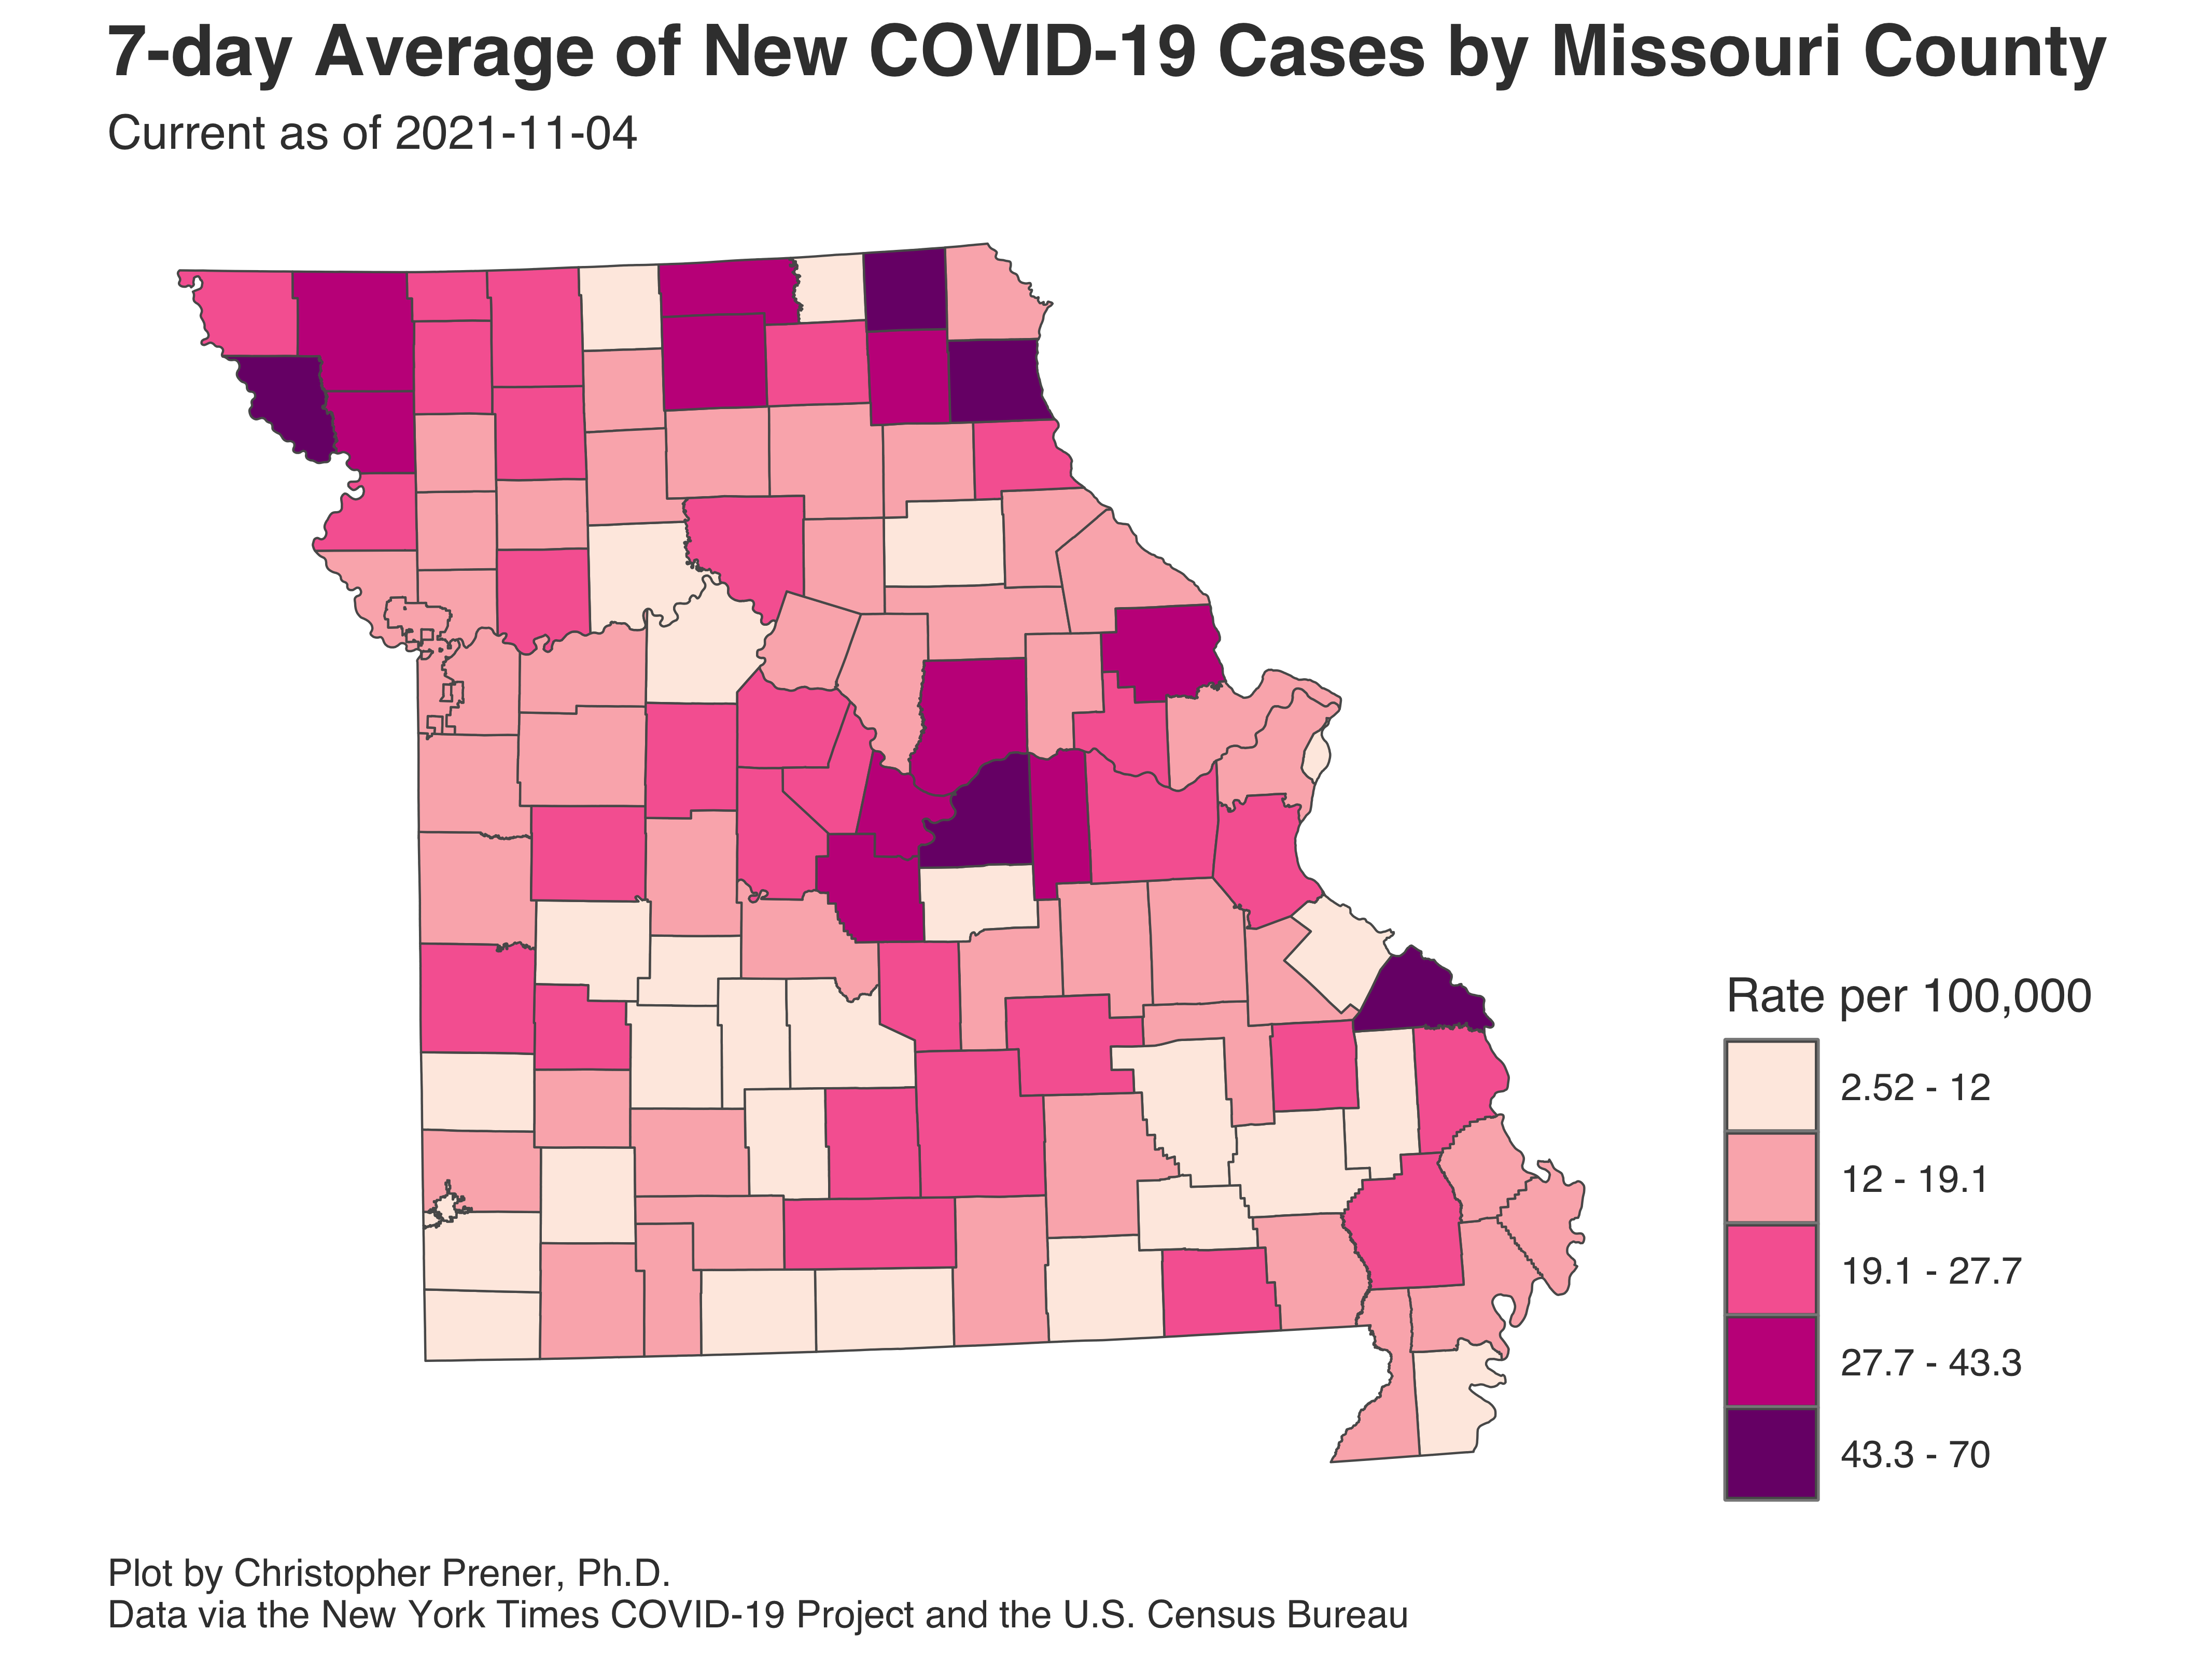 7-day Average of New COVID-19 Cases by Missouri County
Current as of 2021-11-04
Rate per 100,000
2.52 - 12
12 - 19.1
19.1 - 27.7
27.7 - 43.3
43.3 - 70
Plot by Christopher Prener, Ph.D.
Data via the New York Times COVID-19 Project and the U.S. Census Bureau